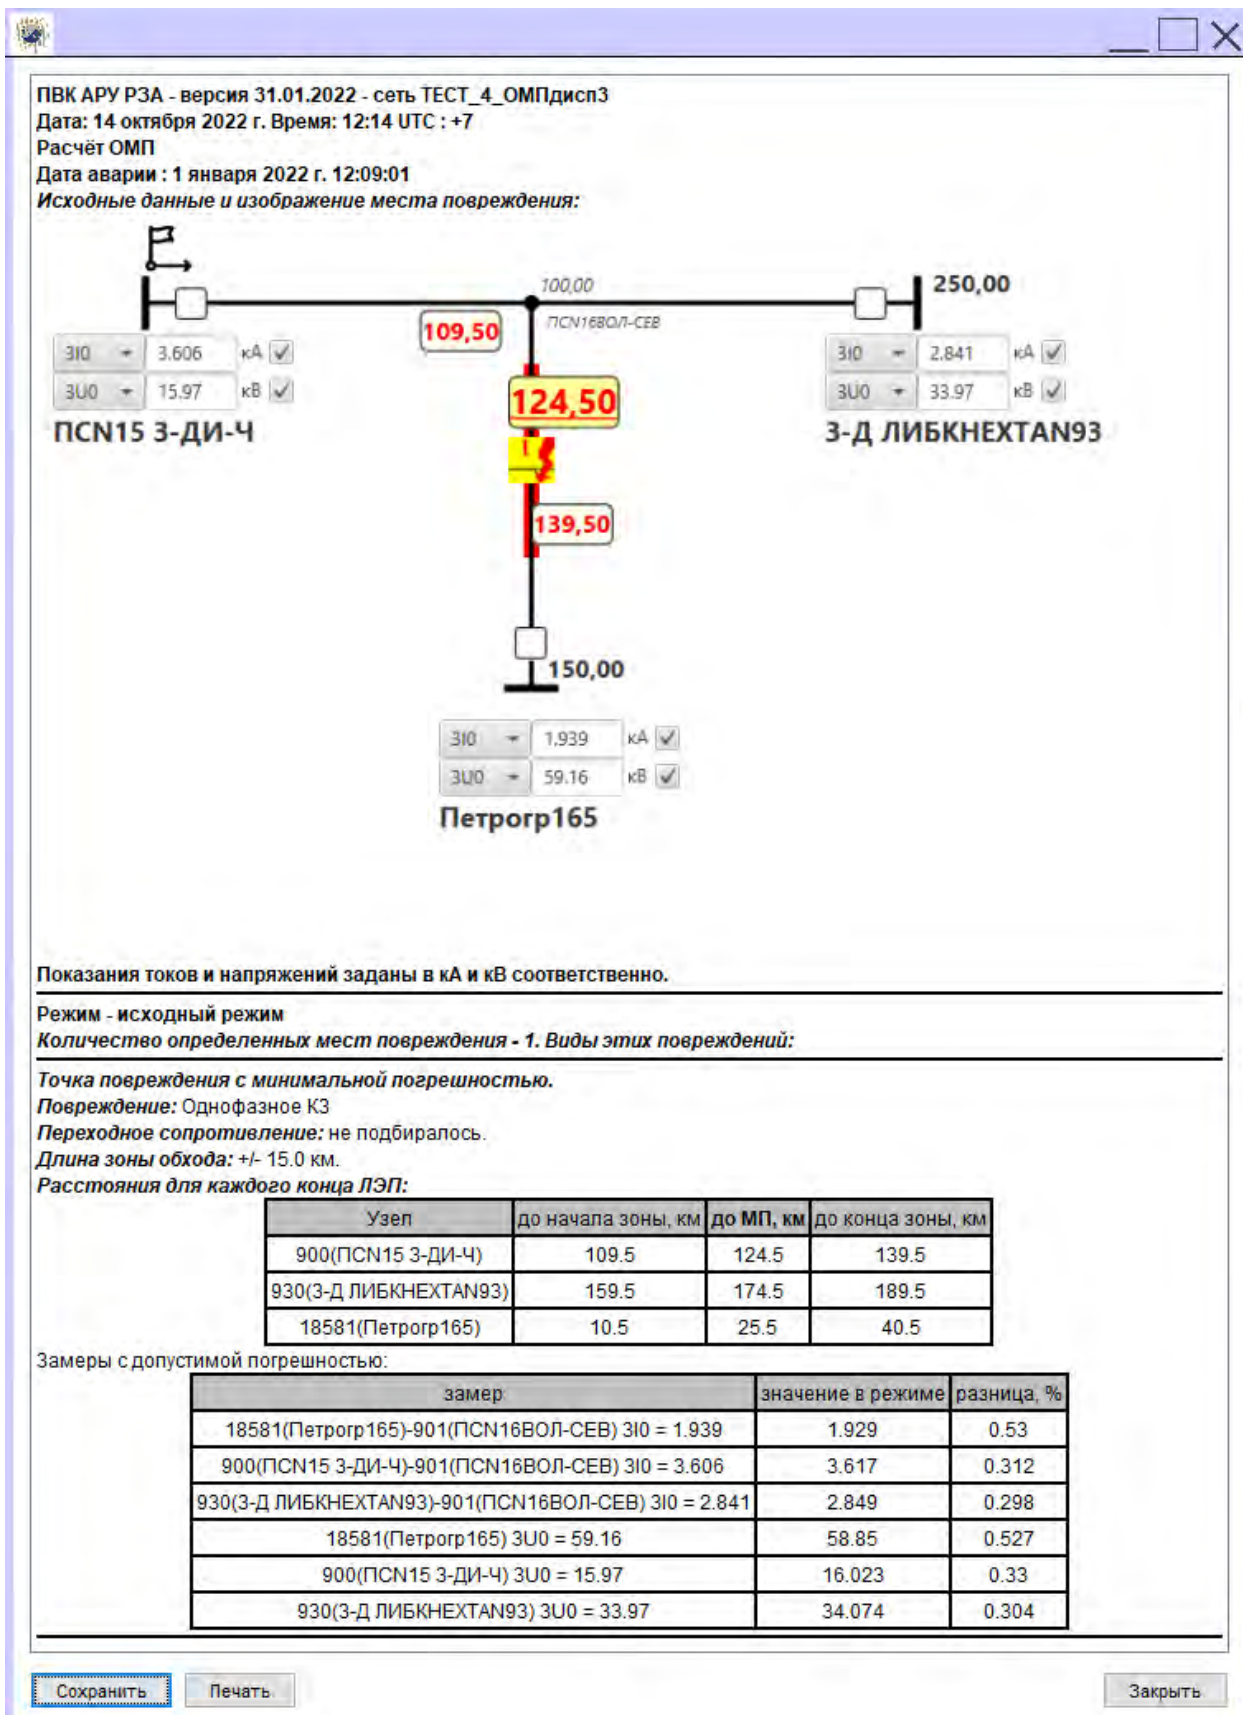 ПВК АРУ РЗА - версия 31.01.2022 - сеть ТЕСТ_4_ОМПдисп3
Дата: 14 октября 2022 г. Время: 12:14 UTC : +7
Расчёт ОМП
Дата аварии : 1 января 2022 г. 12:09:01
Исходные данные и изображение места повреждения:
100,00
250,00
109,50
ПСN16ВОЛ-СЕВ
3I0 3.606 кА
3I0 2.841 кА
3U0 15.97 кВ
3U0 33.97 кВ
124,50
ПСN15 3-ДИ-Ч
3-Д ЛИБКНЕХТАN93
139,50
150,00
3I0 1.939 кА
3U0 59.16 кВ
Петрогр165
Показания токов и напряжений заданы в кА и кВ соответственно.
Режим - исходный режим
Количество определенных мест повреждения - 1. Виды этих повреждений:
Точка повреждения с минимальной погрешностью.
Повреждение: Однофазное КЗ
Переходное сопротивление: не подбиралось.
Длина зоны обхода: +/- 15.0 км.
Расстояния для каждого конца ЛЭП:
Узел до начала зоны, км до МП, км до конца зоны, км
900(ПСN15 3-ДИ-Ч) 109.5 124.5 139.5
930(3-Д ЛИБКНЕХТАN93) 159.5 174.5 189.5
18581(Петрогр165) 10.5 25.5 40.5
Замеры с допустимой погрешностью:
замер значение в режиме разница, %
18581(Петрогр165)-901(ПСN16ВОЛ-СЕВ) 3I0 = 1.939 1.929 0.53
900(ПСN15 3-ДИ-Ч)-901(ПСN16ВОЛ-СЕВ) 3I0 = 3.606 3.617 0.312
930(3-Д ЛИБКНЕХТАN93)-901(ПСN16ВОЛ-СЕВ) 3I0 = 2.841 2.849 0.298
18581(Петрогр165) 3U0 = 59.16 58.85 0.527
900(ПСN15 3-ДИ-Ч) 3U0 = 15.97 16.023 0.33
930(3-Д ЛИБКНЕХТАN93) 3U0 = 33.97 34.074 0.304
Сохранить Печать Закрыть